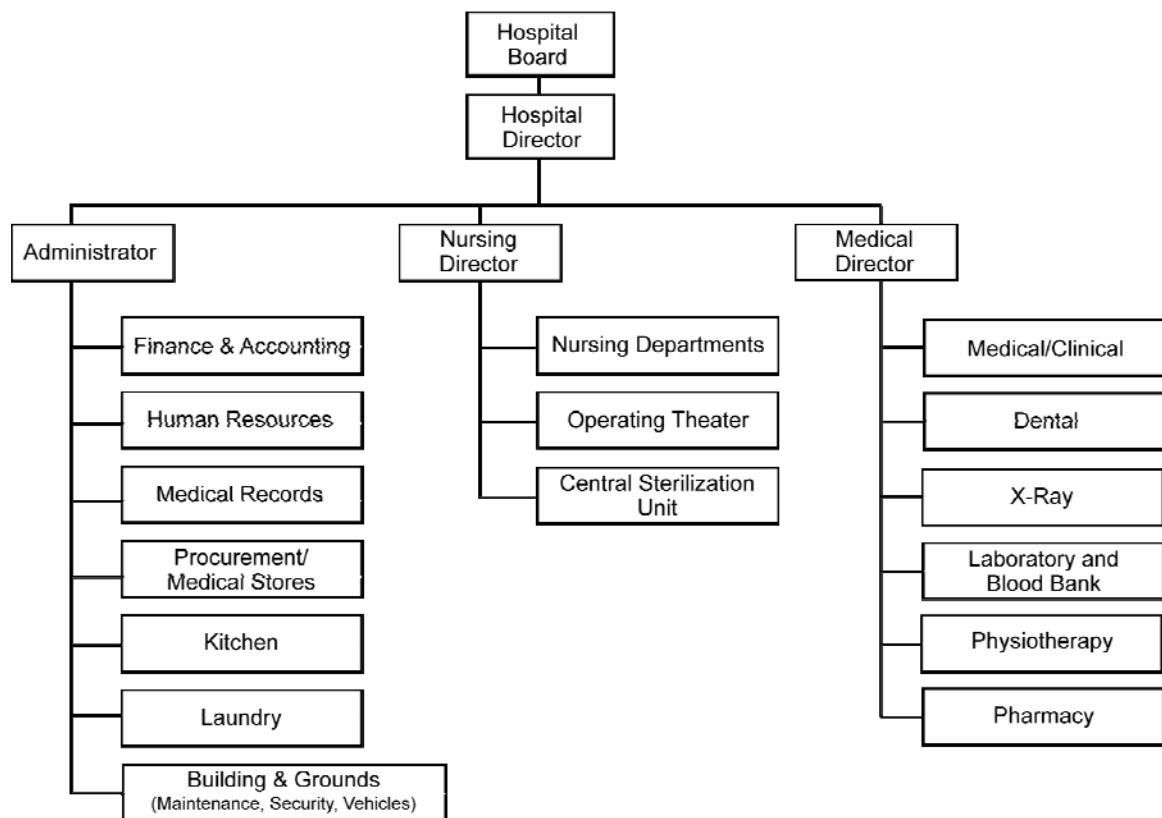 Hospital
Board
Hospital
Director
Administrator
Nursing
Director
Medical
Director
Finance & Accounting
Human Resources
Medical Records
Procurement/
Medical Stores
Kitchen
Laundry
Building & Grounds
(Maintenance, Security, Vehicles)
Nursing Departments
Operating Theater
Central Sterilization
Unit
Medical/Clinical
Dental
X-Ray
Laboratory and
Blood Bank
Physiotherapy
Pharmacy